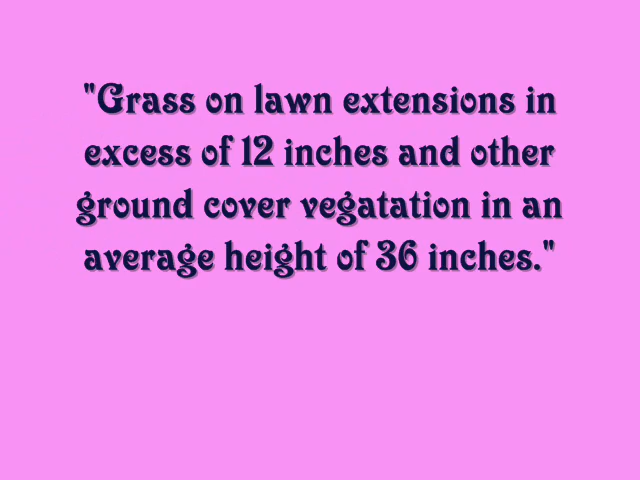 "Grass on lawn extensions in
excess of 12 inches and other
ground cover vegatation in an
average height of 36 inches."